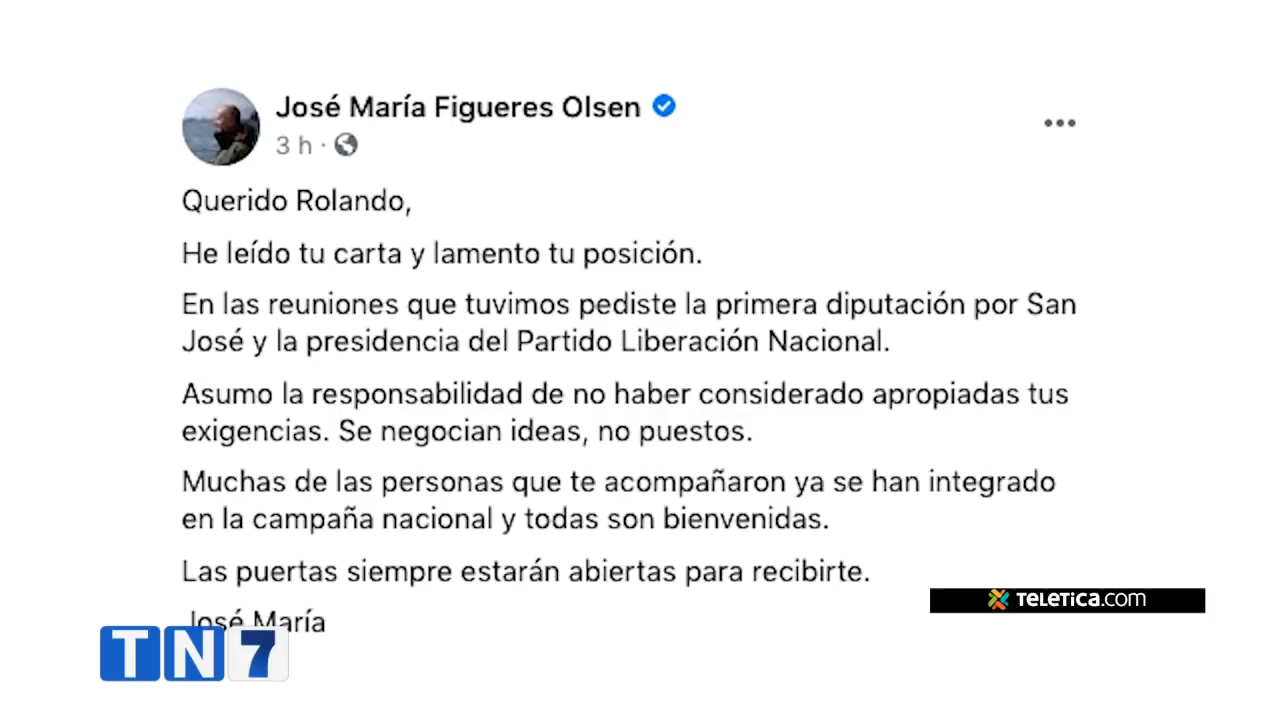 José María Figueres Olsen
3 h ·
Querido Rolando,
He leído tu carta y lamento tu posición.
En las reuniones que tuvimos pediste la primera diputación por San
José y la presidencia del Partido Liberación Nacional.
Asumo la responsabilidad de no haber considerado apropiadas tus
exigencias. Se negocian ideas, no puestos.
Muchas de las personas que te acompañaron ya se han integrado
en la campaña nacional y todas son bienvenidas.
Las puertas siempre estarán abiertas para recibirte.
TELETICA.com
José María
TN7